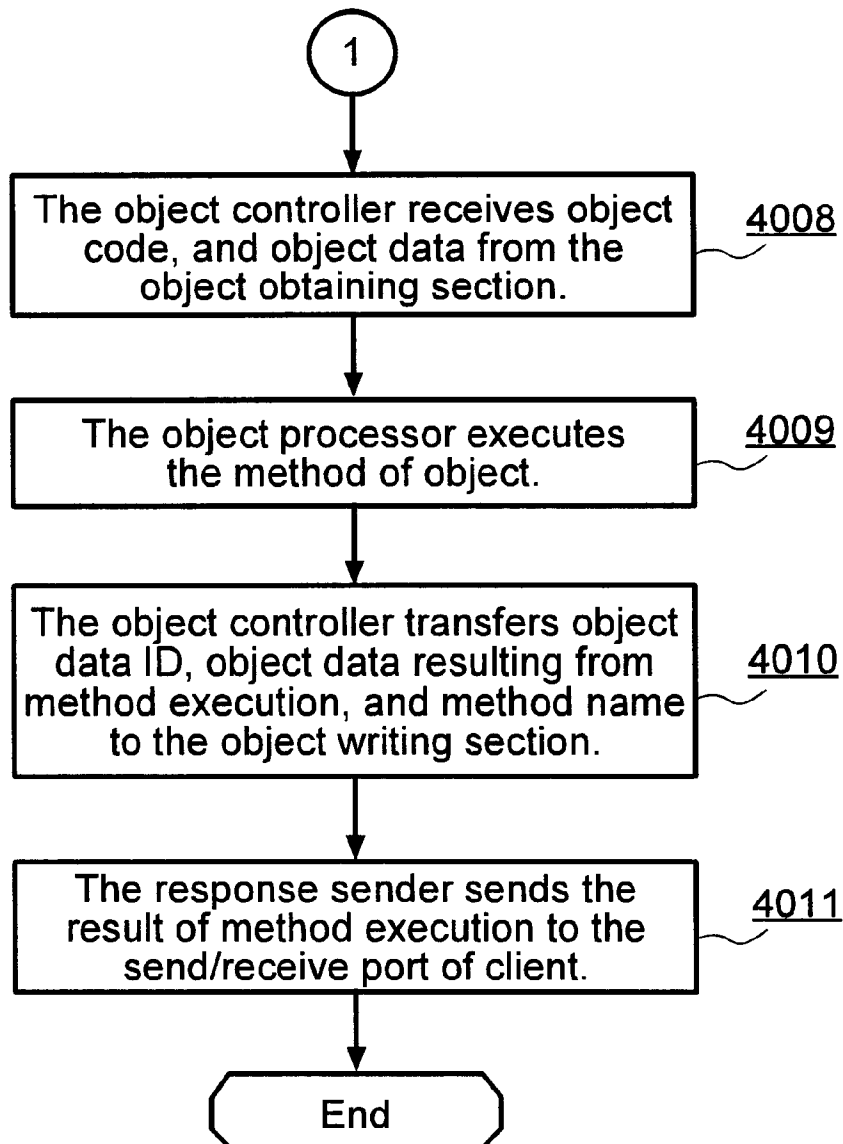 1
The object controller receives object
code, and object data from the
object obtaining section.
4008
The object processor executes
the method of object.
4009
The object controller transfers object
data ID, object data resulting from
method execution, and method name
to the object writing section.
4010
The response sender sends the
result of method execution to the
send/receive port of client.
4011
End